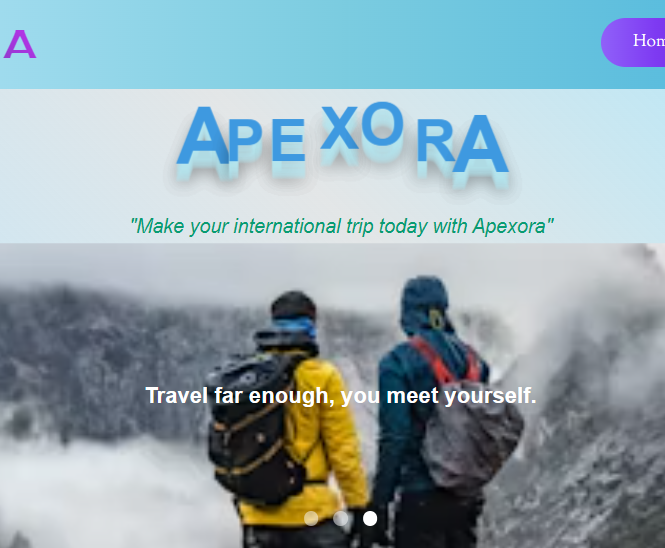 A
Hom
APEXORA
"Make your international trip today with Apexora"
Travel far enough, you meet yourself.